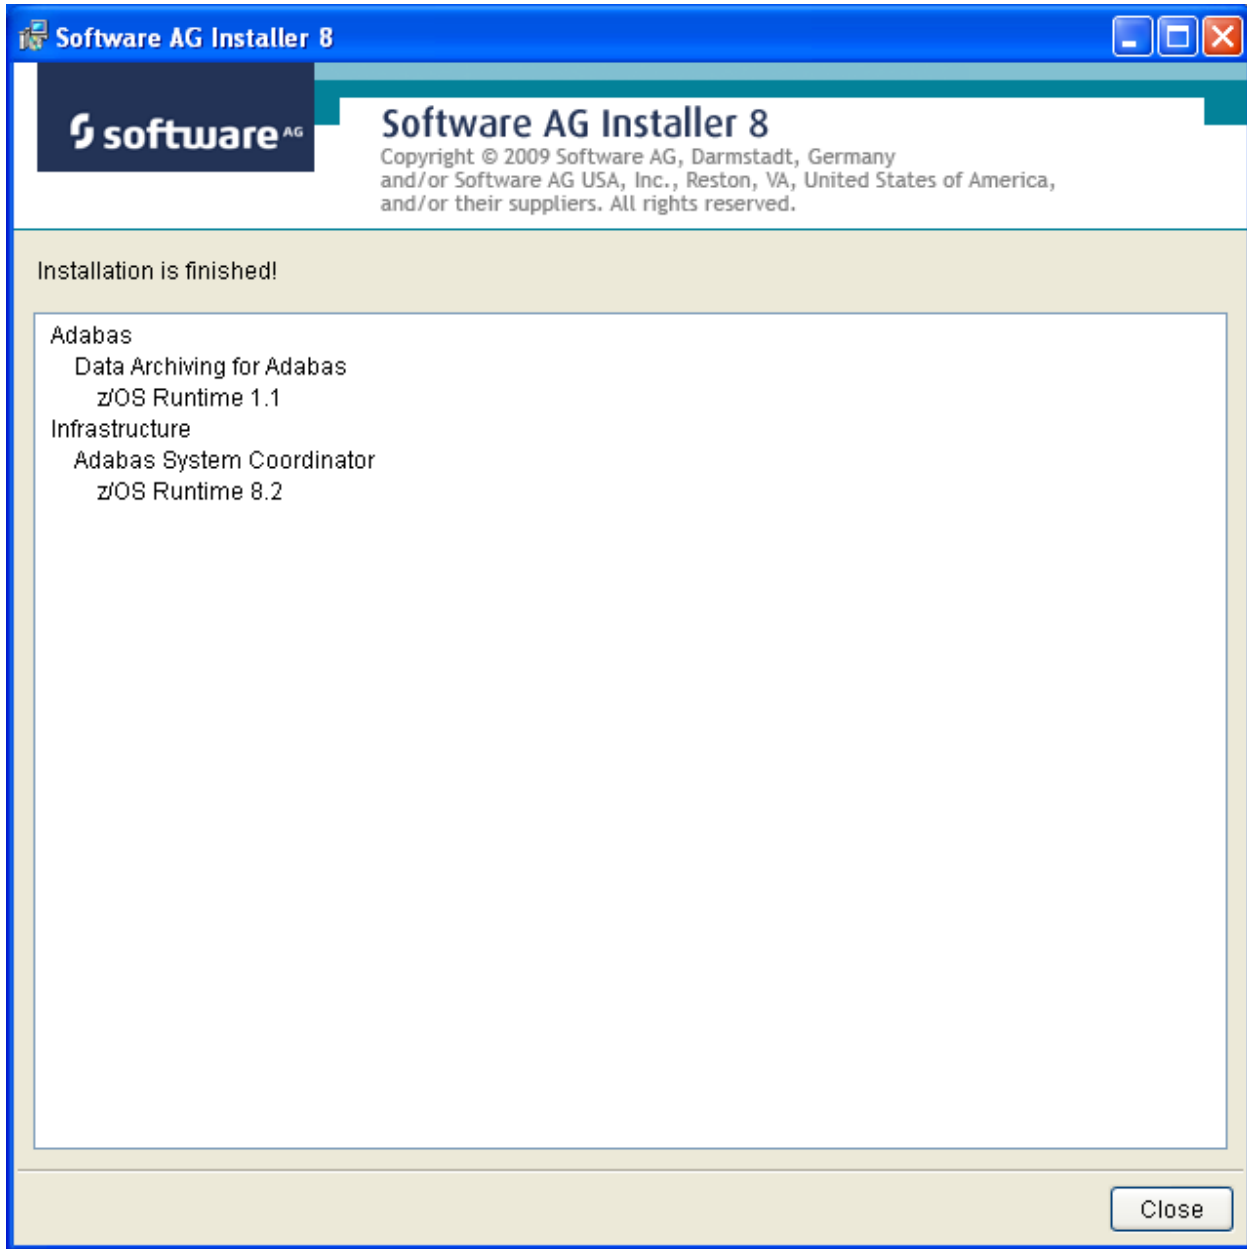 Software AG Installer 8
software AG
Software AG Installer 8
Copyright © 2009 Software AG, Darmstadt, Germany
and/or Software AG USA, Inc., Reston, VA, United States of America,
and/or their suppliers. All rights reserved.
Installation is finished!
Adabas
Data Archiving for Adabas
z/OS Runtime 1.1
Infrastructure
Adabas System Coordinator
z/OS Runtime 8.2
Close